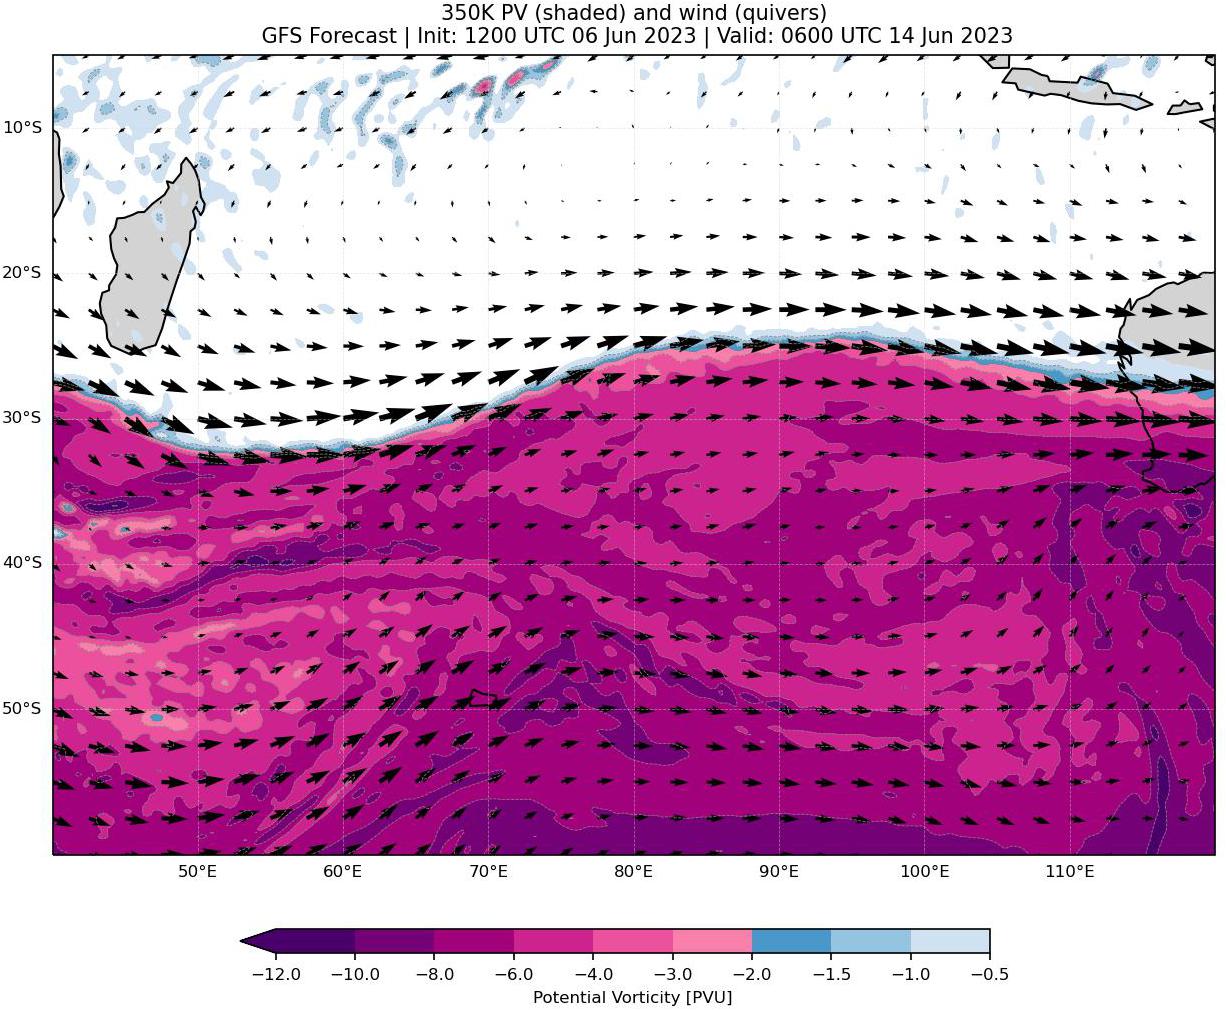 350K PV (shaded) and wind (quivers)
GFS Forecast | Init: 1200 UTC 06 Jun 2023 | Valid: 0600 UTC 14 Jun 2023
10°S
20°S
30°S
40°S
50°S
50°E 60°E 70°E 80°E 90°E 100°E 110°E
−12.0 −10.0 −8.0 −6.0 −4.0 −3.0 −2.0 −1.5 −1.0 −0.5
Potential Vorticity [PVU]